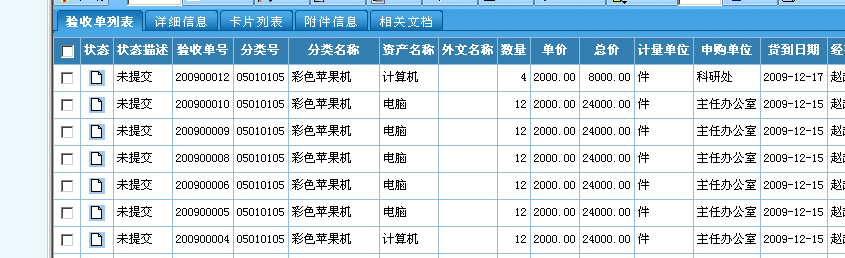 验收单列表 详细信息 卡片列表 附件信息 相关文档
状态 状态描述 验收单号 分类号 分类名称 资产名称 外文名称 数量 单价 总价 计量单位 申购单位 货到日期 经
未提交 200900012 05010105 彩色苹果机 计算机 4 2000.00 8000.00 件 科研处 2009-12-17 赵
未提交 200900010 05010105 彩色苹果机 电脑 12 2000.00 24000.00 件 主任办公室 2009-12-15 赵
未提交 200900009 05010105 彩色苹果机 电脑 12 2000.00 24000.00 件 主任办公室 2009-12-15 赵
未提交 200900008 05010105 彩色苹果机 电脑 12 2000.00 24000.00 件 主任办公室 2009-12-15 赵
未提交 200900006 05010105 彩色苹果机 电脑 12 2000.00 24000.00 件 主任办公室 2009-12-15 赵
未提交 200900005 05010105 彩色苹果机 电脑 12 2000.00 24000.00 件 主任办公室 2009-12-15 赵
未提交 200900004 05010105 彩色苹果机 计算机 12 2000.00 24000.00 件 主任办公室 2009-12-15 赵